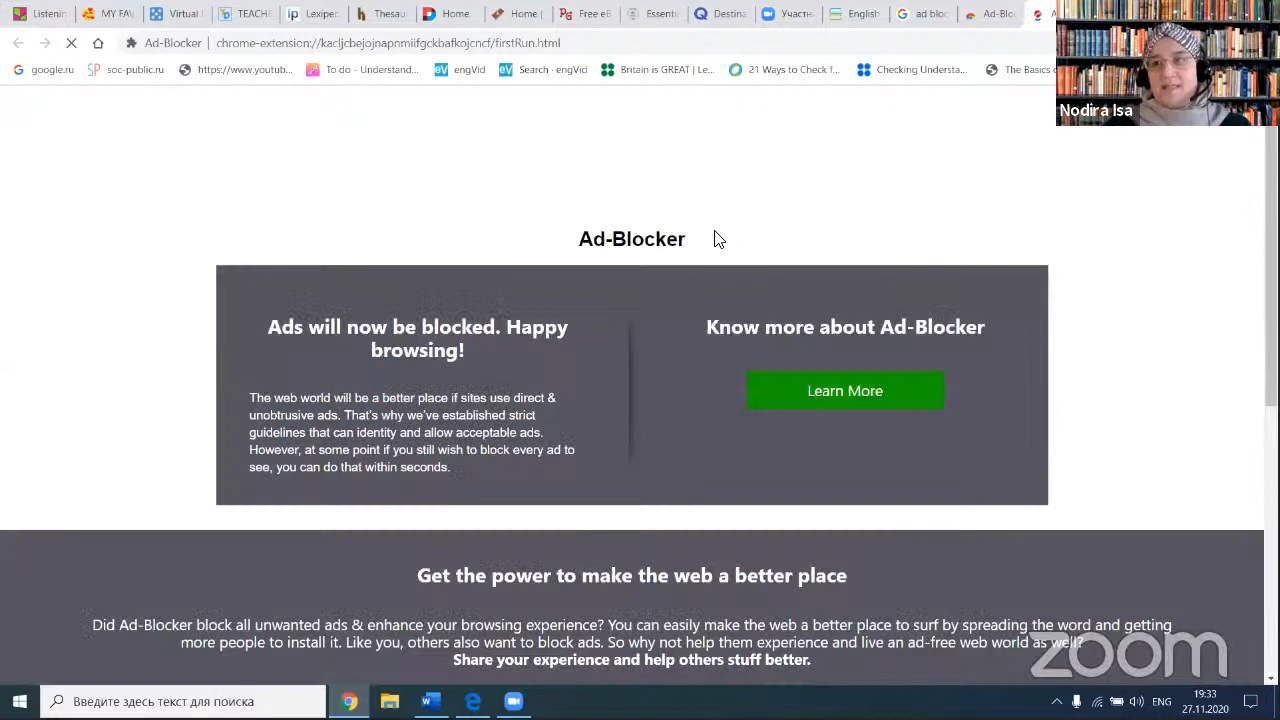 Listenin
MY FAV
Virtual
TEACHE
Lexipec
Thesau
Home
Home
Free eB
Essente
Destina
Участн
English
ad bloc
Ad-Bloc
Ad-Blocker
google.ru
soc-public.ru
https://www.youtub...
To do or Understand...
engVid
Search · engVid
Britain is GREAT | Le...
21 Ways to Check f...
Checking Understa...
The Basics o
Nodira Isa
Ad-Blocker
Ads will now be blocked. Happy
browsing!
The web world will be a better place if sites use direct &
unobtrusive ads. That's why we've established strict
guidelines that can identity and allow acceptable ads.
However, at some point if you still wish to block every ad to
see, you can do that within seconds.
Know more about Ad-Blocker
Learn More
Get the power to make the web a better place
Did Ad-Blocker block all unwanted ads & enhance your browsing experience? You can easily make the web a better place to surf by spreading the word and getting
more people to install it. Like you, others also want to block ads. So why not help them experience and live an ad-free web world as well?
Share your experience and help others stuff better.
zoom
Введите здесь текст для поиска
ENG
19:33
27.11.2020